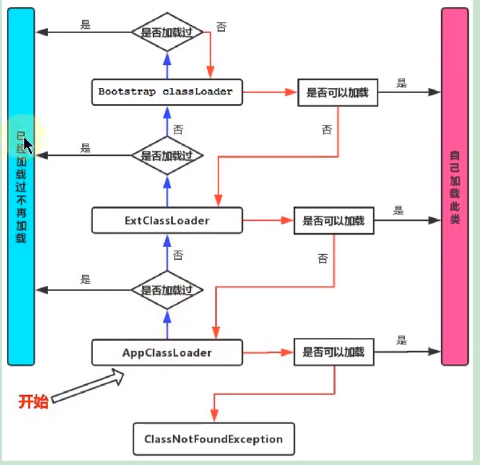 是
是否加载过
否
Bootstrap classLoader
是否可以加载
是
否
否
是
是否加载过
ExtClassLoader
是否可以加载
是
否
否
是
是否加载过
AppClassLoader
是否可以加载
是
开始
ClassNotFoundException
已经加载过不再加载
自己加载此类